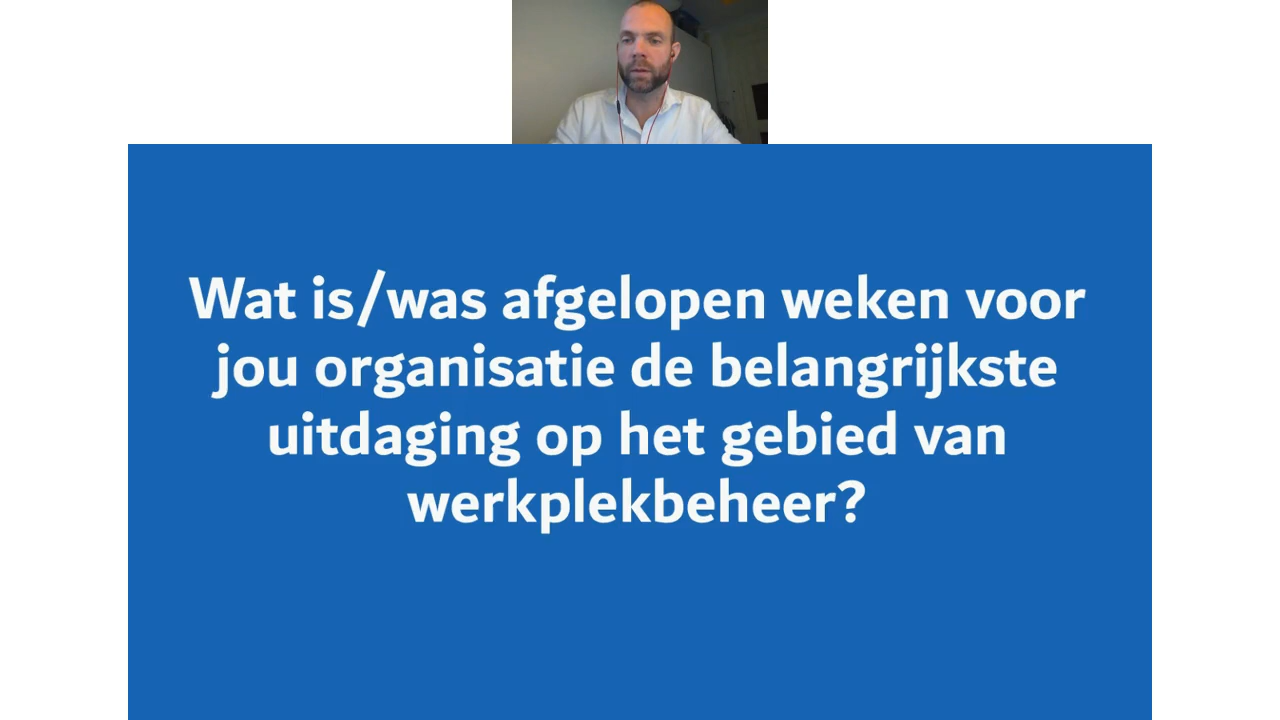 Wat is/was afgelopen weken voor
jou organisatie de belangrijkste
uitdaging op het gebied van
werkplekbeheer?